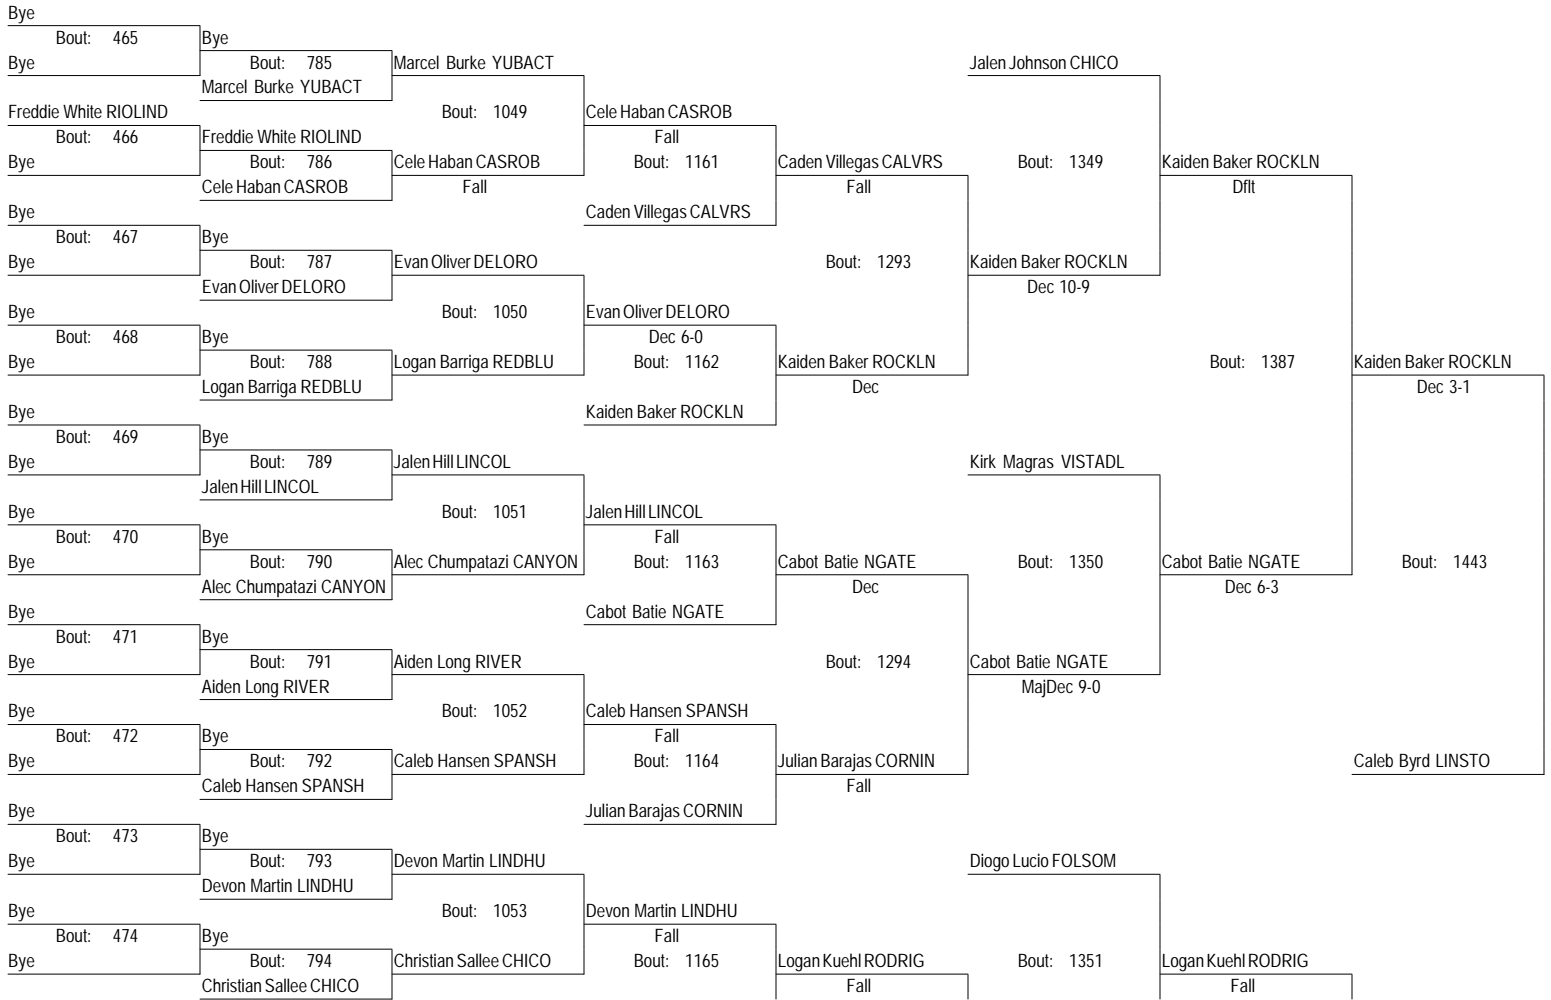 Bye
Bout: 465 Bye
Bye Bout: 785 Marcel Burke YUBACT Jalen Johnson CHICO
Marcel Burke YUBACT
Freddie White RIOLIND Bout: 1049 Cele Haban CASROB
Bout: 466 Freddie White RIOLIND Fall
Bye Bout: 786 Cele Haban CASROB Bout: 1161 Caden Villegas CALVRS Bout: 1349 Kaiden Baker ROCKLN
Cele Haban CASROB Fall Fall Dflt
Bye Caden Villegas CALVRS
Bout: 467 Bye
Bye Bout: 787 Evan Oliver DELORO Bout: 1293 Kaiden Baker ROCKLN
Evan Oliver DELORO Dec 10-9
Bye Bout: 1050 Evan Oliver DELORO
Bout: 468 Bye Dec 6-0
Bye Bout: 788 Logan Barriga REDBLU Bout: 1162 Kaiden Baker ROCKLN Bout: 1387 Kaiden Baker ROCKLN
Logan Barriga REDBLU Dec Dec 3-1
Bye Kaiden Baker ROCKLN
Bout: 469 Bye
Bye Bout: 789 Jalen Hill LINCOL Kirk Magras VISTADL
Jalen Hill LINCOL
Bye Bout: 1051 Jalen Hill LINCOL
Bout: 470 Bye Fall
Bye Bout: 790 Alec Chumpatazi CANYON Bout: 1163 Cabot Batie NGATE Bout: 1350 Cabot Batie NGATE Bout: 1443
Alec Chumpatazi CANYON Dec Dec 6-3
Bye Cabot Batie NGATE
Bout: 471 Bye
Bye Bout: 791 Aiden Long RIVER Bout: 1294 Cabot Batie NGATE
Aiden Long RIVER MajDec 9-0
Bye Bout: 1052 Caleb Hansen SPANSH
Bout: 472 Bye Fall
Bye Bout: 792 Caleb Hansen SPANSH Bout: 1164 Julian Barajas CORNIN Caleb Byrd LINSTO
Caleb Hansen SPANSH Fall
Bye Julian Barajas CORNIN
Bout: 473 Bye
Bye Bout: 793 Devon Martin LINDHU Diogo Lucio FOLSOM
Devon Martin LINDHU
Bye Bout: 1053 Devon Martin LINDHU
Bout: 474 Bye Fall
Bye Bout: 794 Christian Sallee CHICO Bout: 1165 Logan Kuehl RODRIG Bout: 1351 Logan Kuehl RODRIG
Christian Sallee CHICO Fall Fall